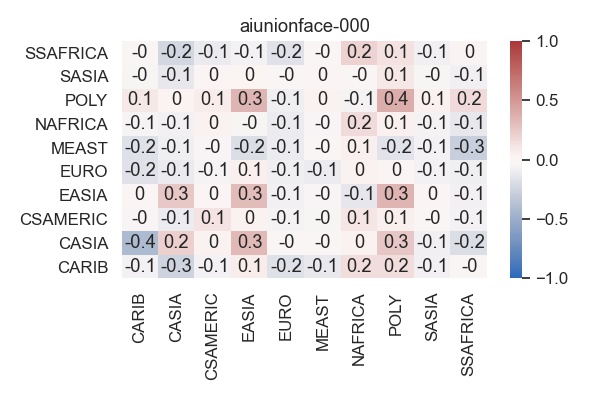 aiunionface-000
SSAFRICA -0 -0.2 -0.1 -0.1 -0.2 -0 0.2 0.1 -0.1 0
SASIA -0 -0.1 0 0 -0 -0 0 0.1 -0 -0.1
POLY 0.1 0 0.1 0.3 -0.1 0 -0.1 0.4 0.1 0.2
NAFRICA -0.1 -0.1 0 -0 -0.1 -0 0.2 0.1 -0.1 -0.1
MEAST -0.2 -0.1 -0 -0.2 -0.1 -0 0.1 -0.2 -0.1 -0.3
EURO -0.2 -0.1 -0.1 0.1 -0.1 -0.1 0 0 -0.1 -0.1
EASIA 0 0.3 0 0.3 -0.1 -0 -0.1 0.3 0 -0.1
CSAMERIC -0 -0.1 0.1 0 -0.1 -0 0.1 0.1 -0 -0.1
CASIA -0.4 0.2 0 0.3 -0 -0 0 0.3 -0.1 -0.2
CARIB -0.1 -0.3 -0.1 0.1 -0.2 -0.1 0.2 0.2 -0.1 -0
CARIB CASIA CSAMERIC EASIA EURO MEAST NAFRICA POLY SASIA SSAFRICA
1.0
0.5
0.0
−0.5
−1.0